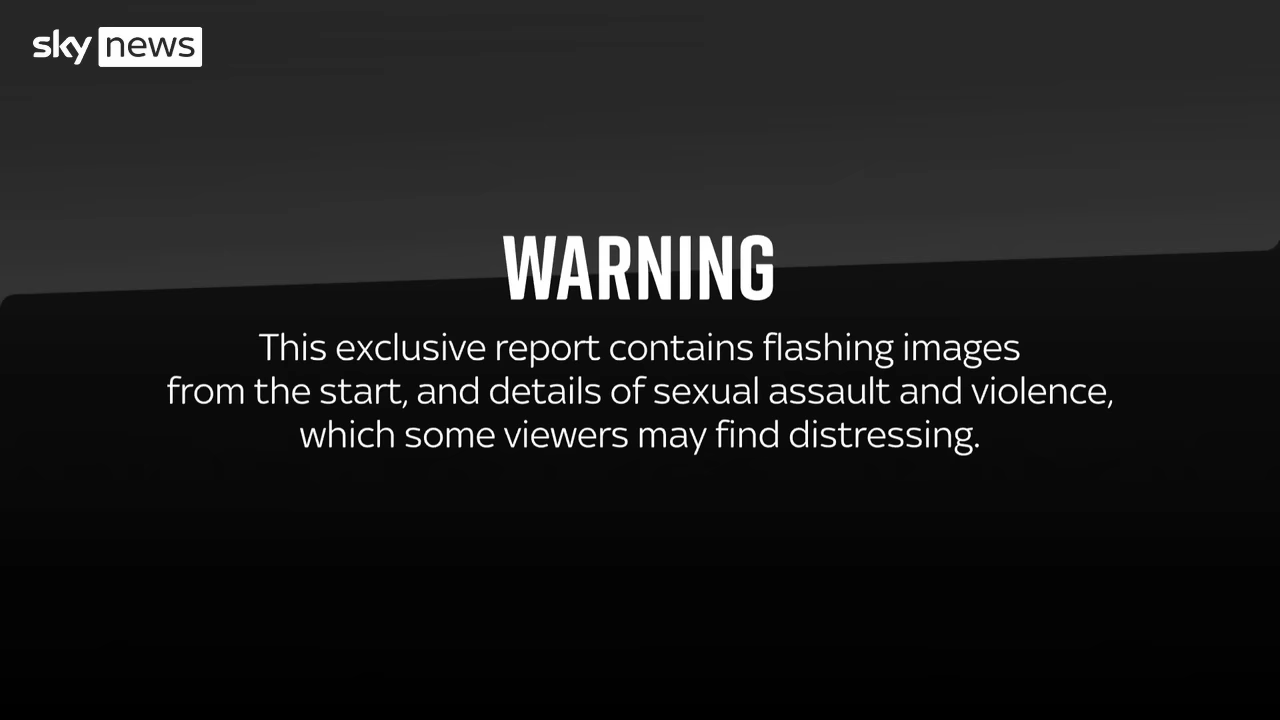 sky news
WARNING
This exclusive report contains flashing images
from the start, and details of sexual assault and violence,
which some viewers may find distressing.